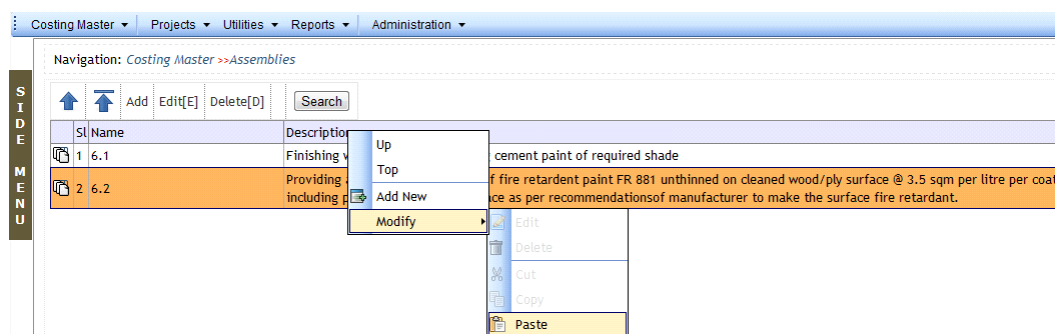 Costing Master Projects Utilities Reports Administration
Navigation: Costing Master >>Assemblies
SIDE MENU
Add Edit[E] Delete[D] Search
Sl Name Description
1 6.1 Finishing cement paint of required shade
2 6.2 Providing f fire retardent paint FR 881 unthinned on cleaned wood/ply surface @ 3.5 sqm per litre per coat
including ce as per recommendationsof manufacturer to make the surface fire retardant.
Up
Top
Add New
Modify
Edit
Delete
Cut
Copy
Paste